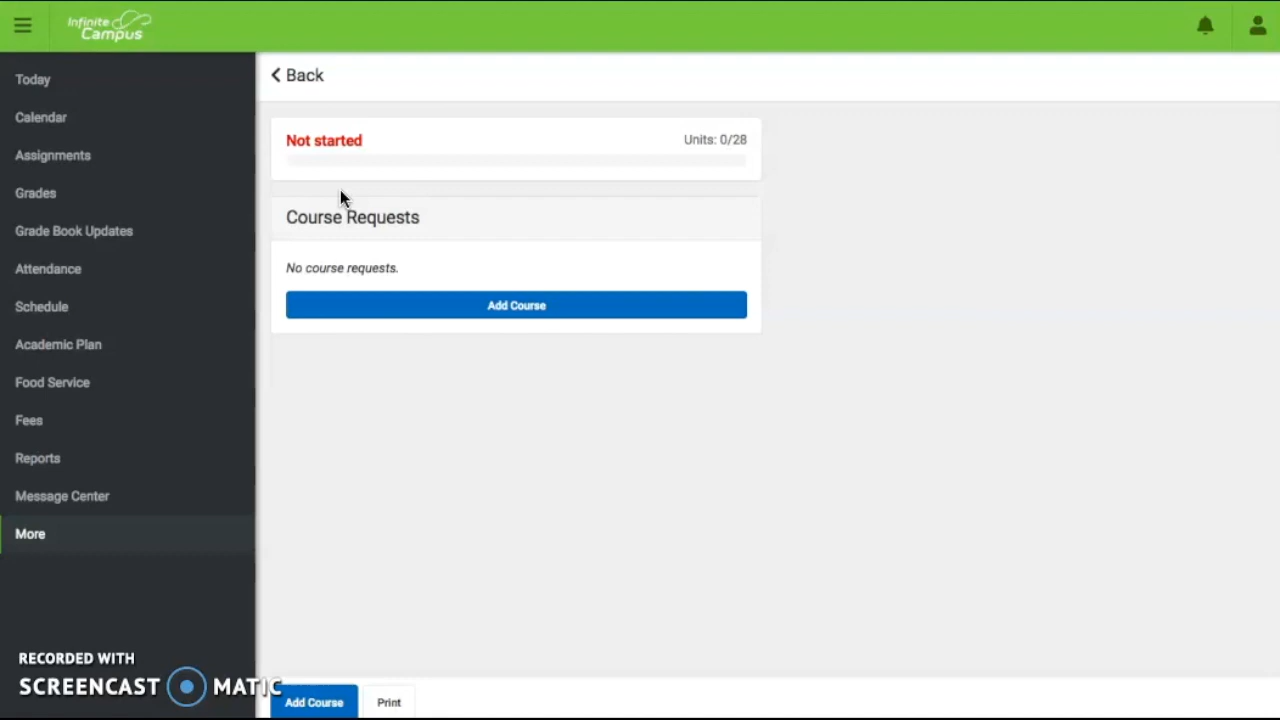 Infinite
Campus
Today
Calendar
Assignments
Grades
Grade Book Updates
Attendance
Schedule
Academic Plan
Food Service
Fees
Reports
Message Center
More
Back
Not started
Units: 0/28
Course Requests
No course requests.
Add Course
RECORDED WITH
SCREENCAST MATIC
Add Course
Print